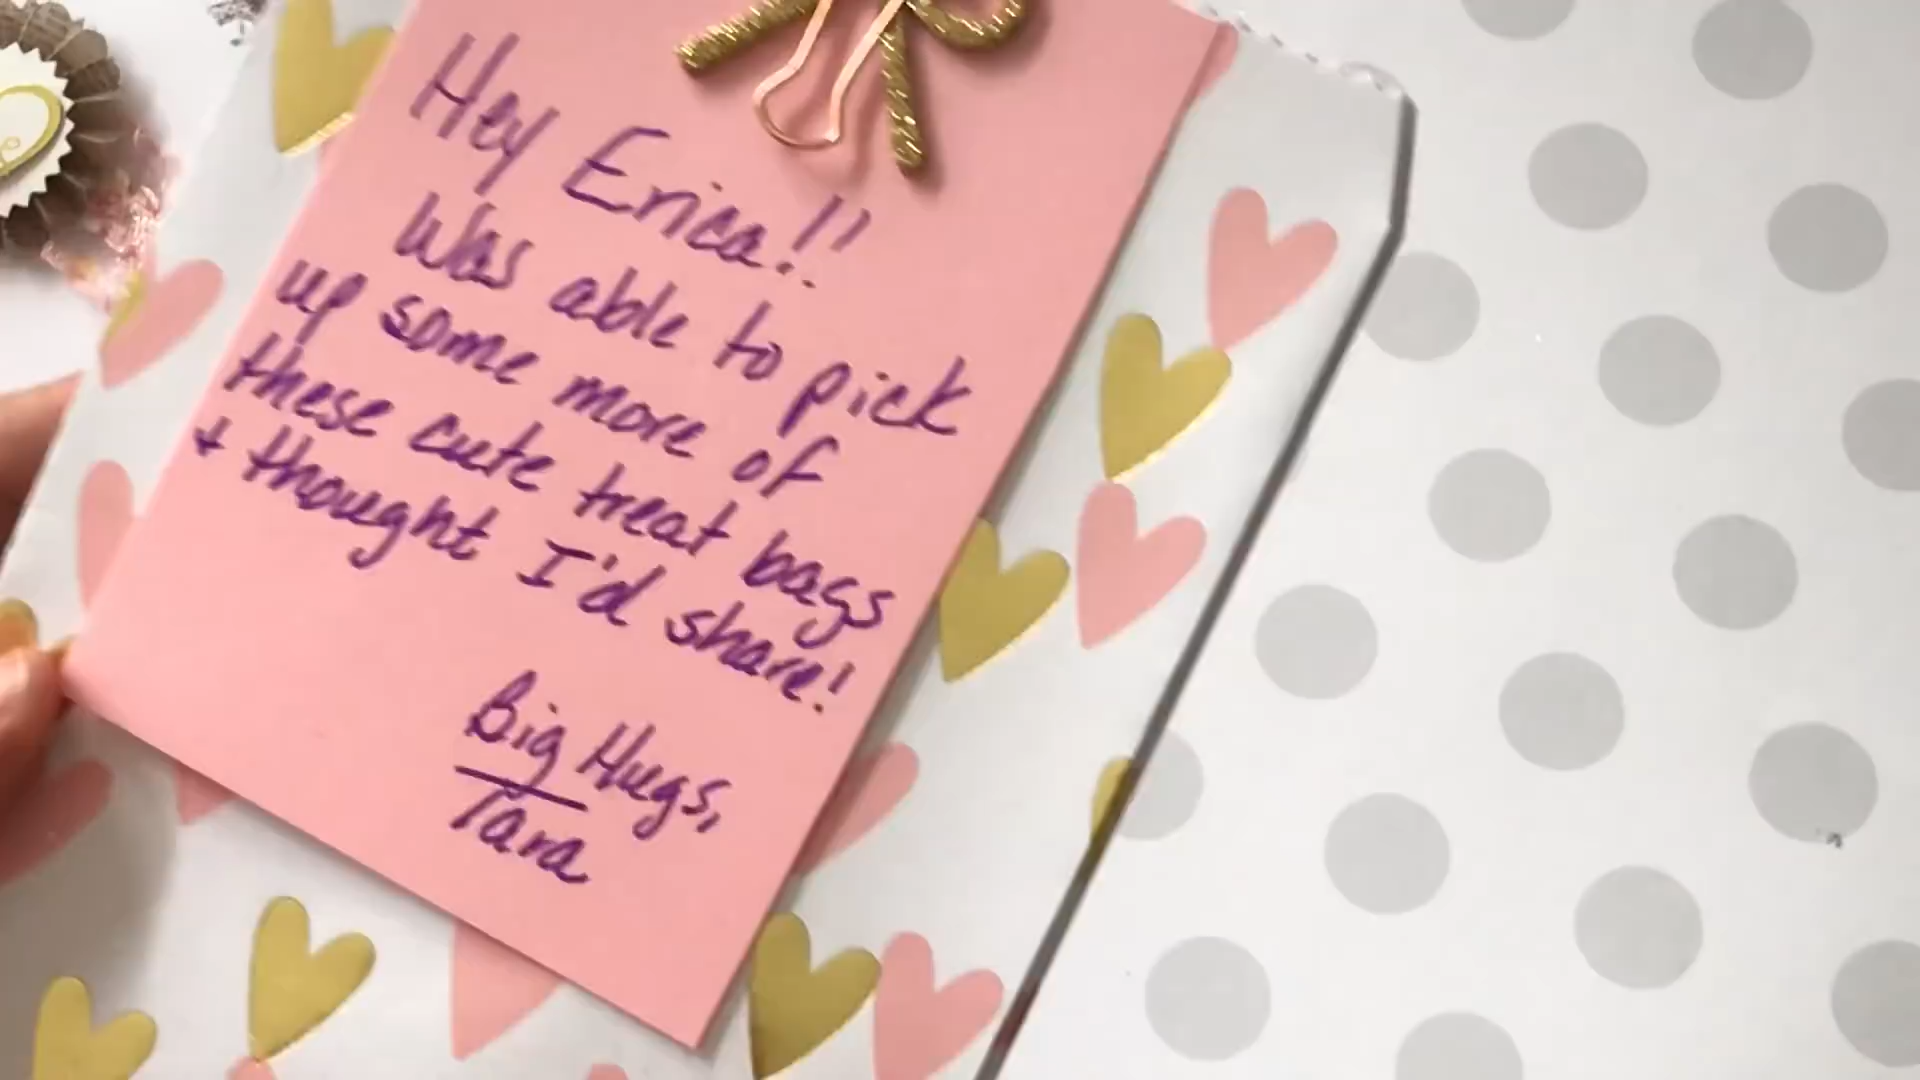 Hey Erica!!
Was able to pick
up some more of
these cute treat bags
+ thought I'd share!
Big Hugs,
Tara